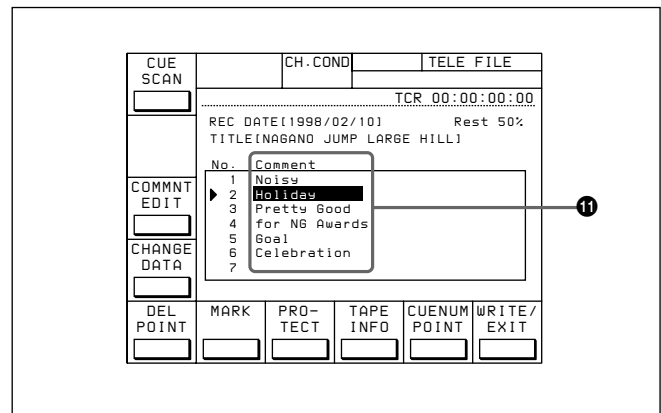 CUE SCAN
CH.COND
TELE FILE
TCR 00:00:00:00
REC DATE[1998/02/10] Rest 50%
TITLE[NAGANO JUMP LARGE HILL]
No. Comment
1 Noisy
2 Holiday
3 Pretty Good
4 for NG Awards
5 Goal
6 Celebration
7
⓫
COMMNT EDIT
CHANGE DATA
DEL POINT
MARK
PRO-TECT
TAPE INFO
CUENUM POINT
WRITE/EXIT